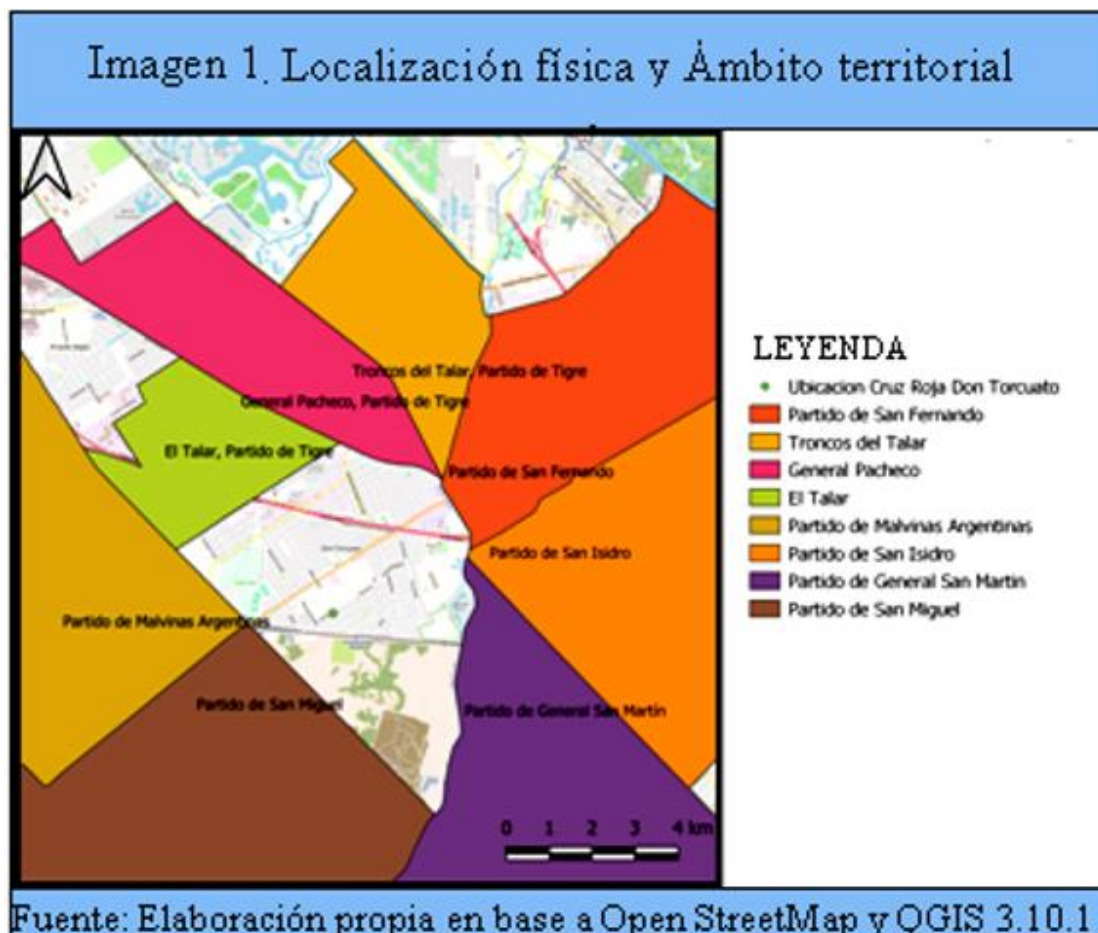 Imagen 1. Localización física y Ámbito territorial
Troncos del Talar, Partido de Tigre
General Pacheco, Partido de Tigre
El Talar, Partido de Tigre
Partido de San Fernando
Partido de San Isidro
Partido de Malvinas Argentinas
Partido de San Miguel
Partido de General San Martín
0 1 2 3 4 km
LEYENDA
Ubicacion Cruz Roja Don Torcuato
Partido de San Fernando
Troncos del Talar
General Pacheco
El Talar
Partido de Malvinas Argentinas
Partido de San Isidro
Partido de General San Martín
Partido de San Miguel
Fuente: Elaboración propia en base a Open StreetMap y QGIS 3.10.1